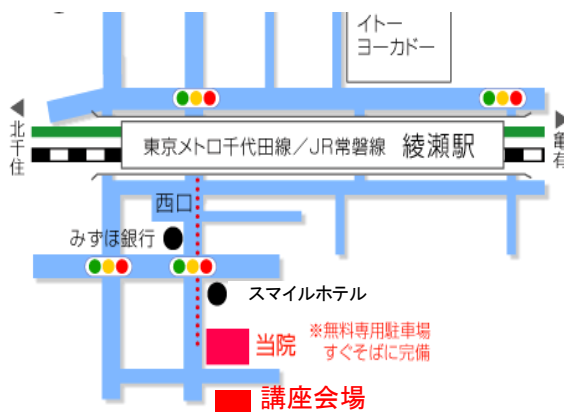 イトー
ヨーカドー
北千住
東京メトロ千代田線／JR常磐線 綾瀬駅
亀有
西口
みずほ銀行
スマイルホテル
当院
※無料専用駐車場
すぐそばに完備
講座会場